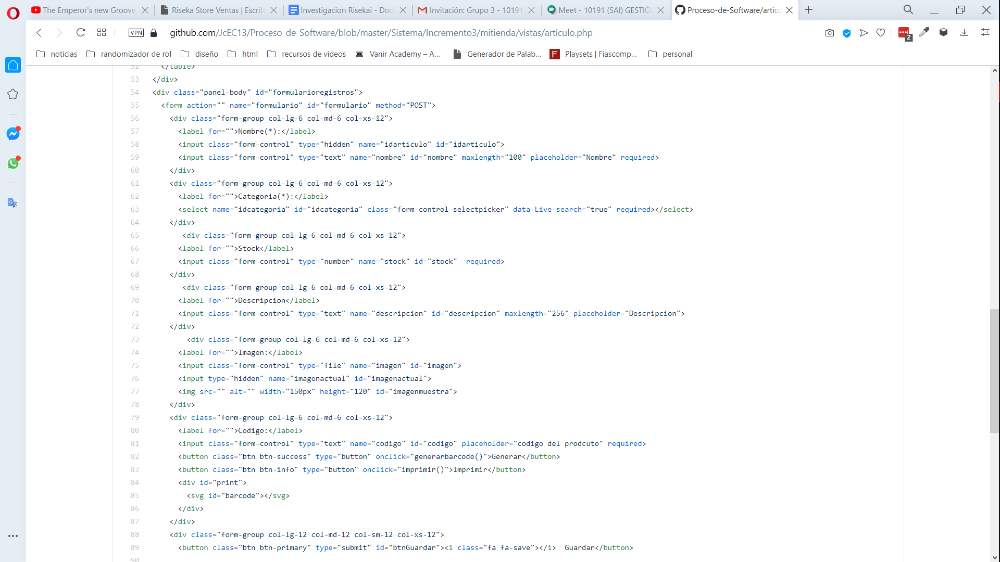 The Emperor's new Groove
Riseka Store Ventas | Escrito
Investigacion Risekai - Doc
Invitación: Grupo 3 - 10191
Meet - 10191 (SAI) GESTIÓ
Proceso-de-Software/articu
VPN
github.com/JcEC13/Proceso-de-Software/blob/master/Sistema/Incremento3/mitienda/vistas/articulo.php
2
noticias
randomizador de rol
diseño
html
recursos de videos
Vanir Academy – A...
Generador de Palab...
Playsets | Fiascomp...
personal
52 </table>
53 </div>
54 <div class="panel-body" id="formularioregistros">
55 <form action="" name="formulario" id="formulario" method="POST">
56 <div class="form-group col-lg-6 col-md-6 col-xs-12">
57 <label for="">Nombre(*):</label>
58 <input class="form-control" type="hidden" name="idarticulo" id="idarticulo">
59 <input class="form-control" type="text" name="nombre" id="nombre" maxlength="100" placeholder="Nombre" required>
60 </div>
61 <div class="form-group col-lg-6 col-md-6 col-xs-12">
62 <label for="">Categoria(*):</label>
63 <select name="idcategoria" id="idcategoria" class="form-control selectpicker" data-Live-search="true" required></select>
64 </div>
65 <div class="form-group col-lg-6 col-md-6 col-xs-12">
66 <label for="">Stock</label>
67 <input class="form-control" type="number" name="stock" id="stock"  required>
68 </div>
69 <div class="form-group col-lg-6 col-md-6 col-xs-12">
70 <label for="">Descripcion</label>
71 <input class="form-control" type="text" name="descripcion" id="descripcion" maxlength="256" placeholder="Descripcion">
72 </div>
73 <div class="form-group col-lg-6 col-md-6 col-xs-12">
74 <label for="">Imagen:</label>
75 <input class="form-control" type="file" name="imagen" id="imagen">
76 <input type="hidden" name="imagenactual" id="imagenactual">
77 <img src="" alt="" width="150px" height="120" id="imagenmuestra">
78 </div>
79 <div class="form-group col-lg-6 col-md-6 col-xs-12">
80 <label for="">Codigo:</label>
81 <input class="form-control" type="text" name="codigo" id="codigo" placeholder="codigo del prodcuto" required>
82 <button class="btn btn-success" type="button" onclick="generarbarcode()">Generar</button>
83 <button class="btn btn-info" type="button" onclick="imprimir()">Imprimir</button>
84 <div id="print">
85 <svg id="barcode"></svg>
86 </div>
87 </div>
88 <div class="form-group col-lg-12 col-md-12 col-sm-12 col-xs-12">
89 <button class="btn btn-primary" type="submit" id="btnGuardar"><i class="fa fa-save"></i>  Guardar</button>
90